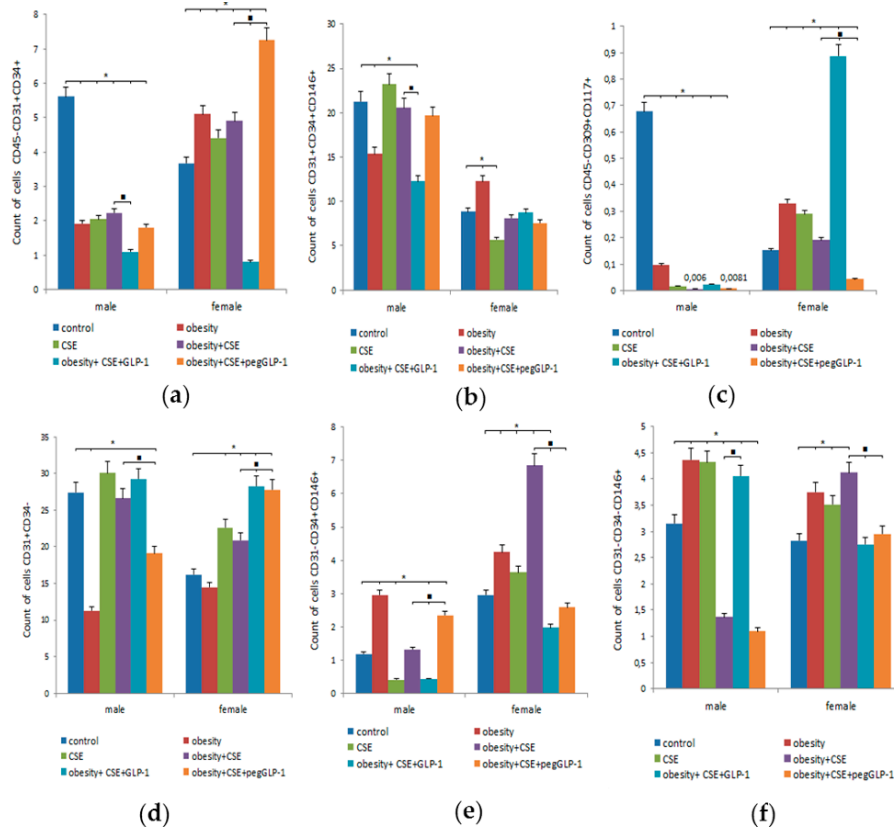 Count of cells CD45-CD31+CD34+
8
7
6
5
4
3
2
1
0
*
*
■
■
male
female
control
obesity
CSE
obesity+CSE
obesity+ CSE+GLP-1
obesity+CSE+pegGLP-1
(a)
Count of cells CD31+CD34+CD146+
30
25
20
15
10
5
0
*
■
*
male
female
control
obesity
CSE
obesity+CSE
obesity+ CSE+GLP-1
obesity+CSE+pegGLP-1
(b)
Count of cells CD45-CD309+CD117+
1
0,9
0,8
0,7
0,6
0,5
0,4
0,3
0,2
0,1
0
*
*
■
0,006
0,0081
male
female
control
obesity
CSE
obesity+CSE
obesity+ CSE+GLP-1
obesity+CSE+pegGLP-1
(c)
Count of cells CD31+CD34-
35
30
25
20
15
10
5
0
*
■
*
■
male
female
control
obesity
CSE
obesity+CSE
obesity+ CSE+GLP-1
obesity+CSE+pegGLP-1
(d)
Count of cells CD31-CD34+CD146+
8
7
6
5
4
3
2
1
0
*
■
*
■
male
female
control
obesity
CSE
obesity+CSE
obesity+ CSE+GLP-1
obesity+CSE+pegGLP-1
(e)
Count of cells CD31-CD34-CD146+
5
4,5
4
3,5
3
2,5
2
1,5
1
0,5
0
*
■
*
■
male
female
control
obesity
CSE
obesity+CSE
obesity+ CSE+GLP-1
obesity+CSE+pegGLP-1
(f)